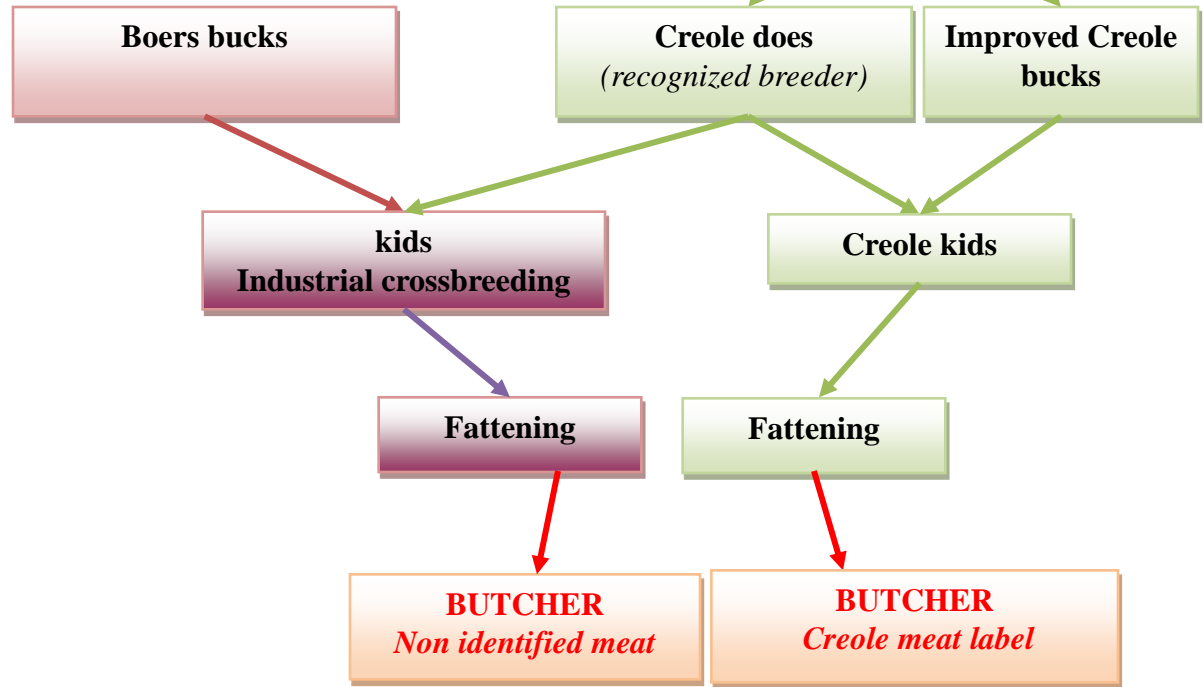 Boers bucks
Creole does
(recognized breeder)
Improved Creole
bucks
kids
Industrial crossbreeding
Creole kids
Fattening
Fattening
BUTCHER
Non identified meat
BUTCHER
Creole meat label